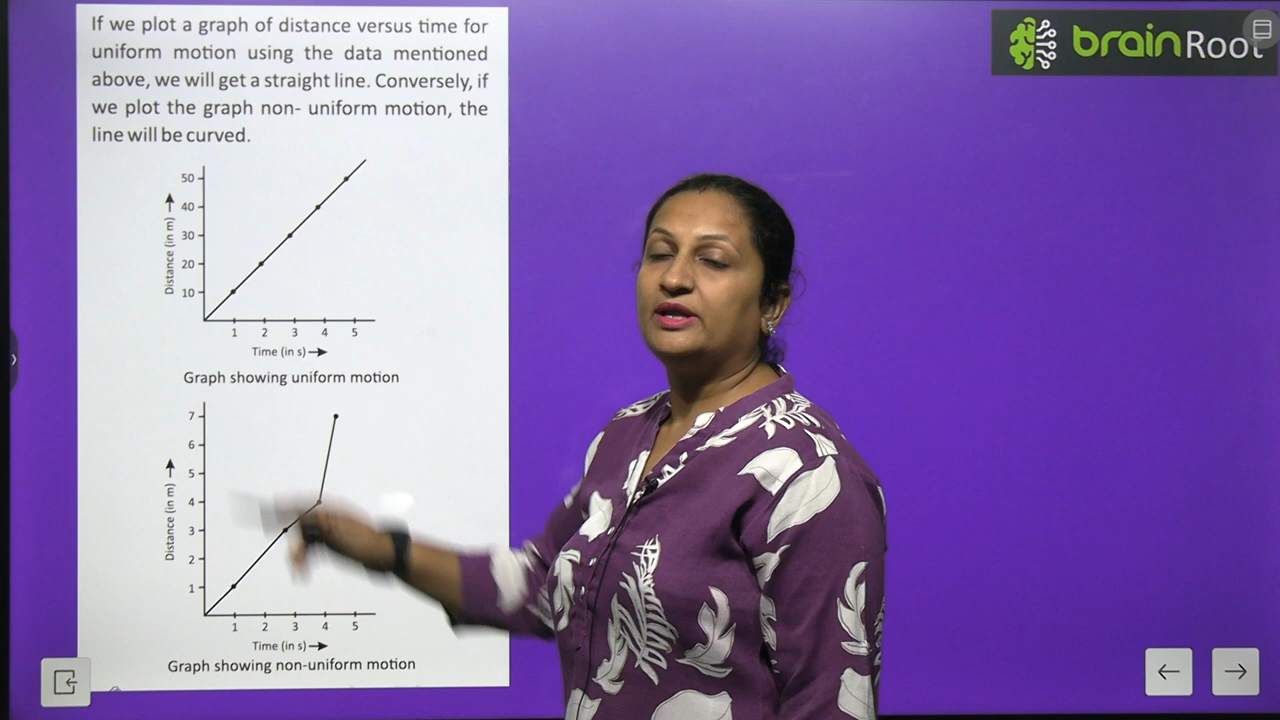 If we plot a graph of distance versus time for
uniform motion using the data mentioned
above, we will get a straight line. Conversely, if
we plot the graph non- uniform motion, the
line will be curved.
brainRoot
50
40
30
20
10
Distance (in m)
1 2 3 4 5
Time (in s)
Graph showing uniform motion
7
6
5
4
3
2
1
Distance (in m)
1 2 3 4 5
Time (in s)
Graph showing non-uniform motion